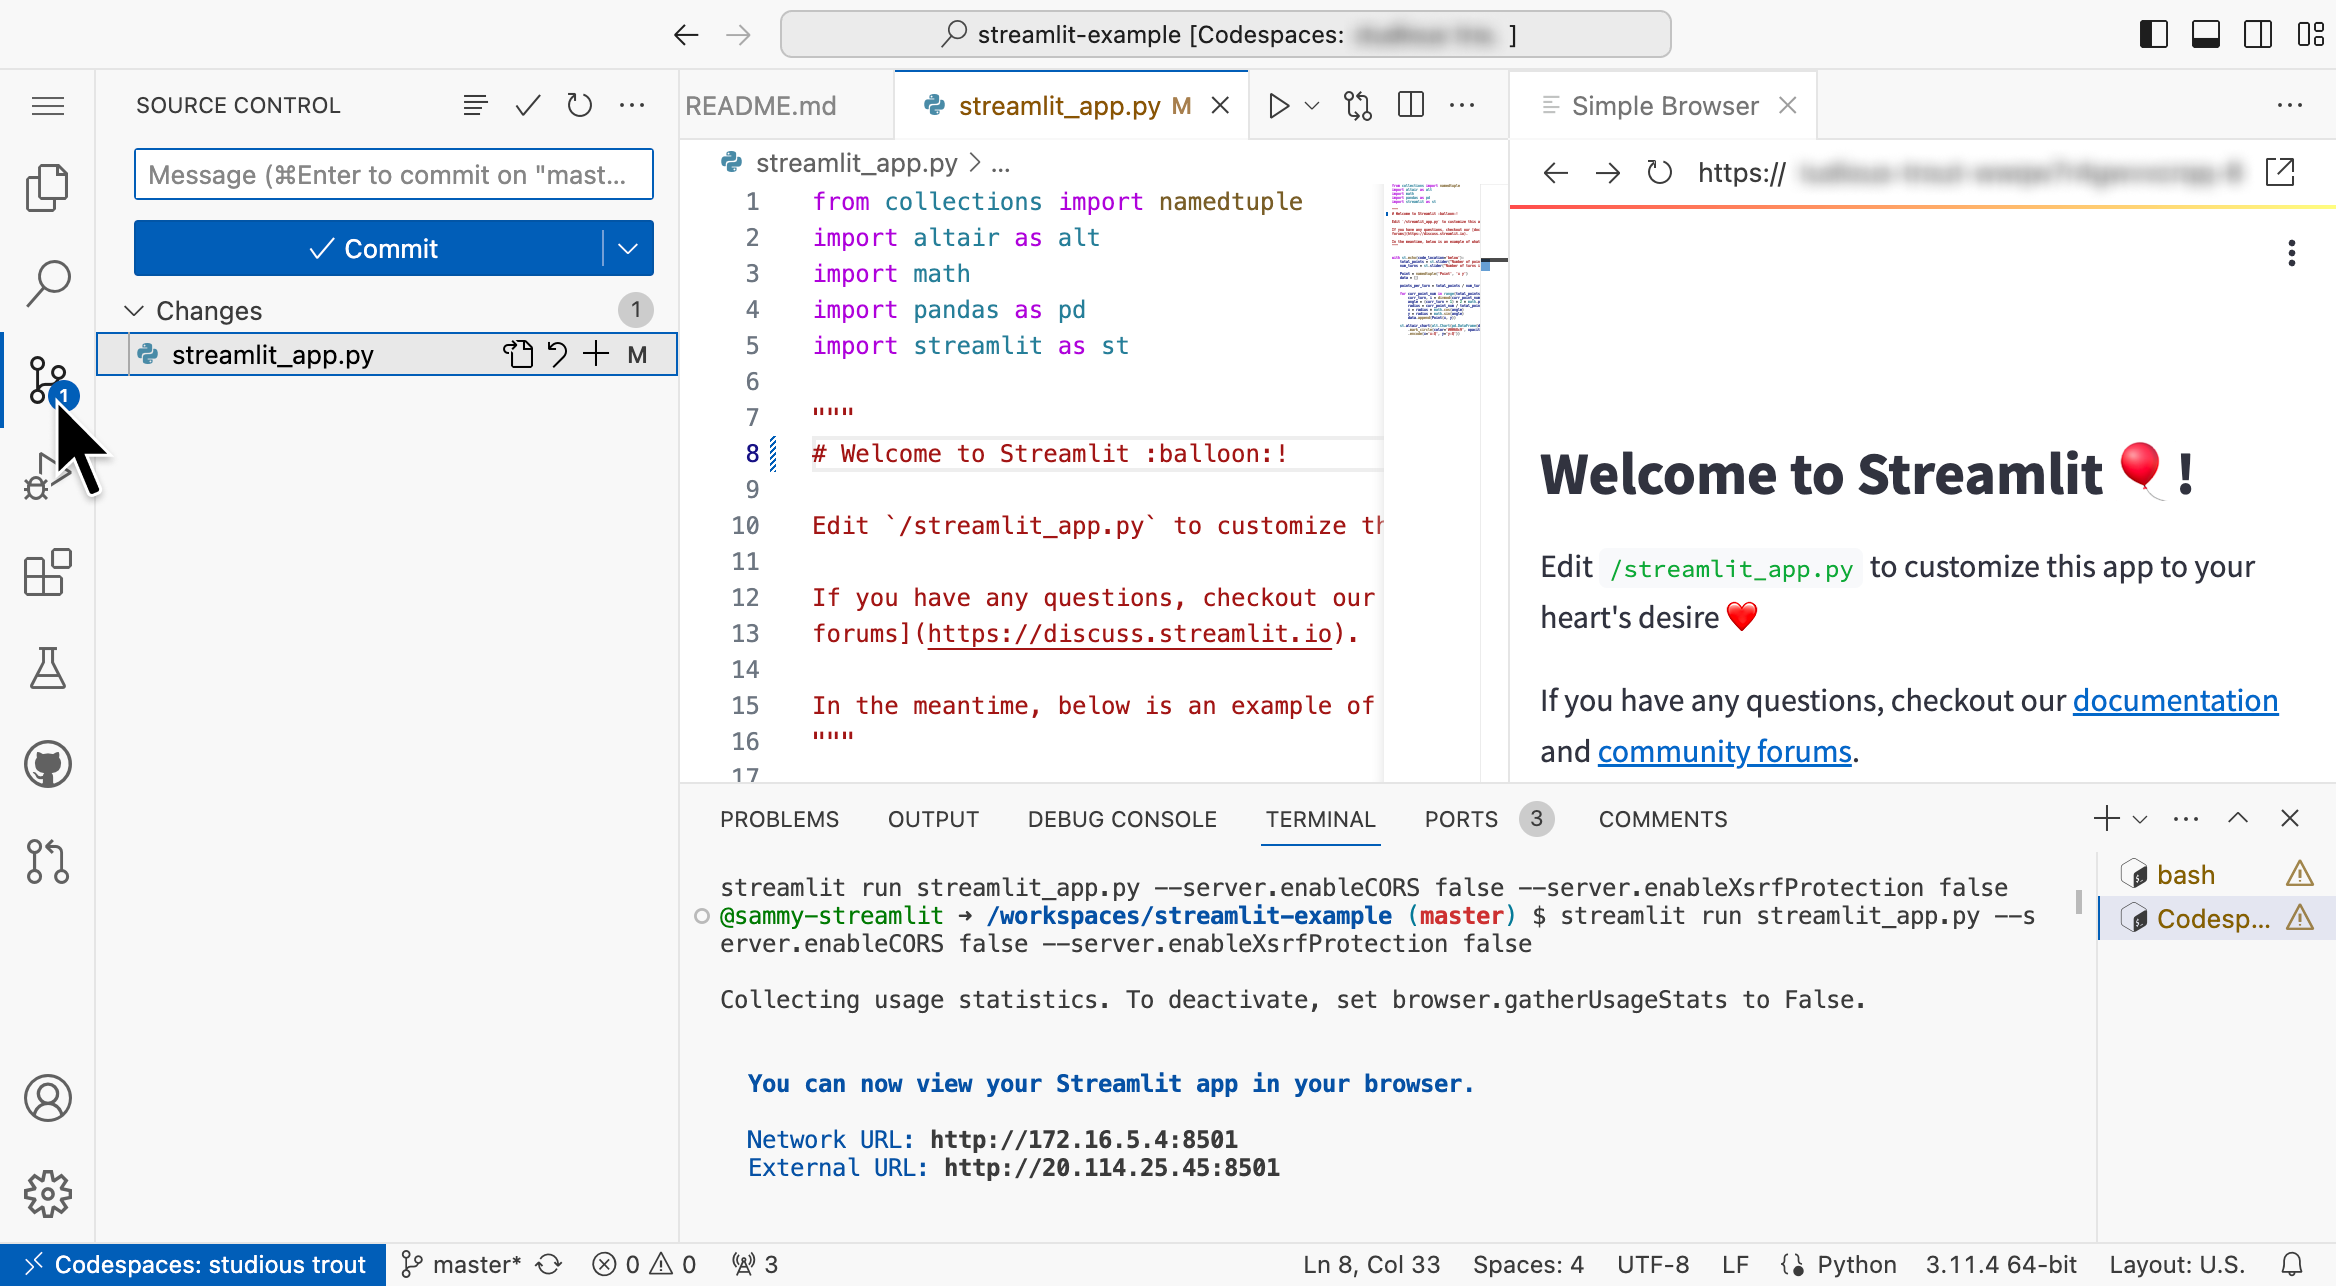 streamlit-example [Codespaces: ]
SOURCE CONTROL
Message (⌘Enter to commit on "mast...
Commit
Changes
1
streamlit_app.py
M
1
README.md
streamlit_app.py M
streamlit_app.py > ...
1 from collections import namedtuple
2 import altair as alt
3 import math
4 import pandas as pd
5 import streamlit as st
6
7 """
8 # Welcome to Streamlit :balloon:!
9
10 Edit `/streamlit_app.py` to customize th
11
12 If you have any questions, checkout our
13 forums](https://discuss.streamlit.io).
14
15 In the meantime, below is an example of
16 """
17
Simple Browser
https://
Welcome to Streamlit 🎈!
Edit /streamlit_app.py to customize this app to your
heart's desire ❤️
If you have any questions, checkout our documentation
and community forums.
PROBLEMS OUTPUT DEBUG CONSOLE TERMINAL PORTS 3 COMMENTS
streamlit run streamlit_app.py --server.enableCORS false --server.enableXsrfProtection false
@sammy-streamlit ➜ /workspaces/streamlit-example (master) $ streamlit run streamlit_app.py --s
erver.enableCORS false --server.enableXsrfProtection false
Collecting usage statistics. To deactivate, set browser.gatherUsageStats to False.
You can now view your Streamlit app in your browser.
Network URL: http://172.16.5.4:8501
External URL: http://20.114.25.45:8501
bash
Codesp...
Codespaces: studious trout master* 0 0 3 Ln 8, Col 33 Spaces: 4 UTF-8 LF Python 3.11.4 64-bit Layout: U.S.